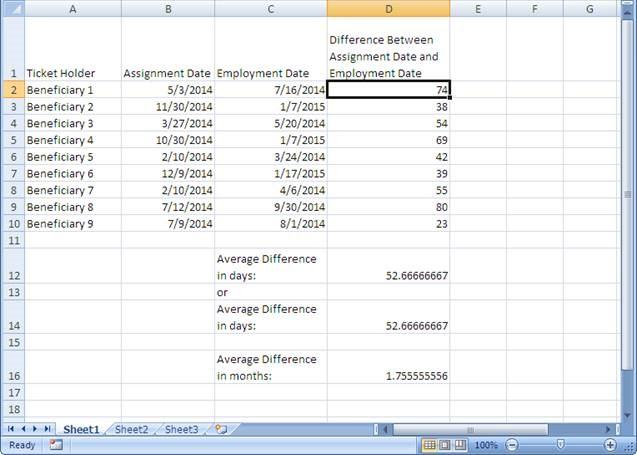 A B C D E F G
Difference Between
Assignment Date and
1 Ticket Holder Assignment Date Employment Date Employment Date
2 Beneficiary 1 5/3/2014 7/16/2014 74
3 Beneficiary 2 11/30/2014 1/7/2015 38
4 Beneficiary 3 3/27/2014 5/20/2014 54
5 Beneficiary 4 10/30/2014 1/7/2015 69
6 Beneficiary 5 2/10/2014 3/24/2014 42
7 Beneficiary 6 12/9/2014 1/17/2015 39
8 Beneficiary 7 2/10/2014 4/6/2014 55
9 Beneficiary 8 7/12/2014 9/30/2014 80
10 Beneficiary 9 7/9/2014 8/1/2014 23
11
Average Difference
12 in days: 52.66666667
13 or
Average Difference
14 in days: 52.66666667
15
Average Difference
16 in months: 1.755555556
17
18
Sheet1 Sheet2 Sheet3
Ready 100%